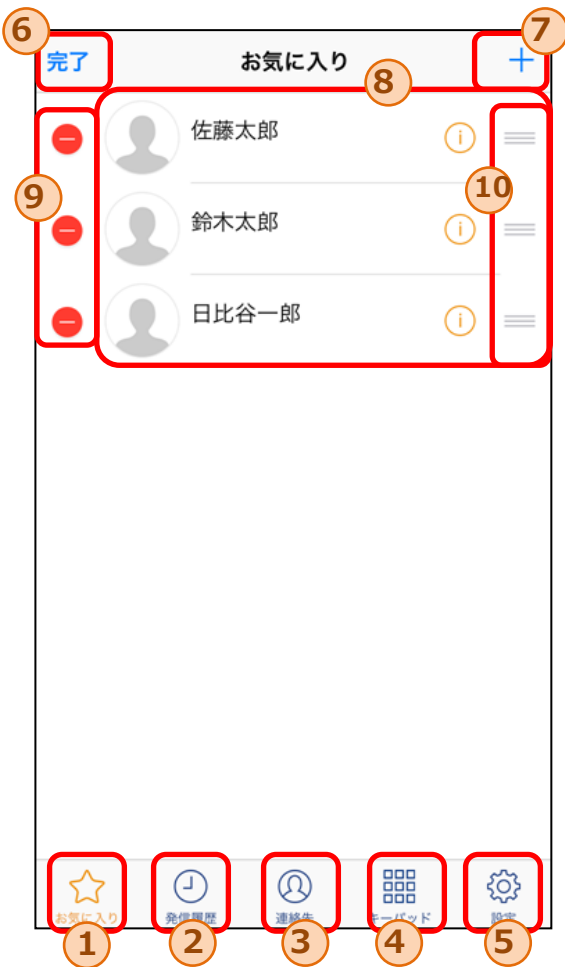 6
7
完了
お気に入り
+
8
佐藤太郎
i
9
10
鈴木太郎
i
日比谷一郎
i
お気に入り
発信履歴
連絡先
キーパッド
設定
1
2
3
4
5